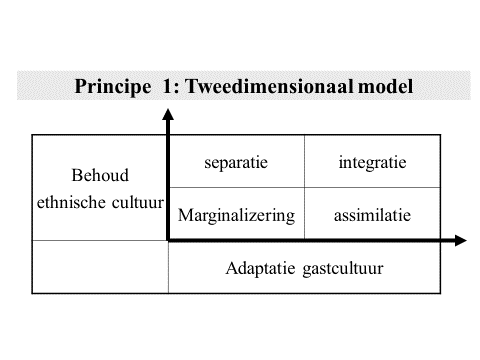 Principe 1: Tweedimensionaal model
Behoud
ethnische cultuur
separatie
integratie
Marginalizering
assimilatie
Adaptatie gastcultuur